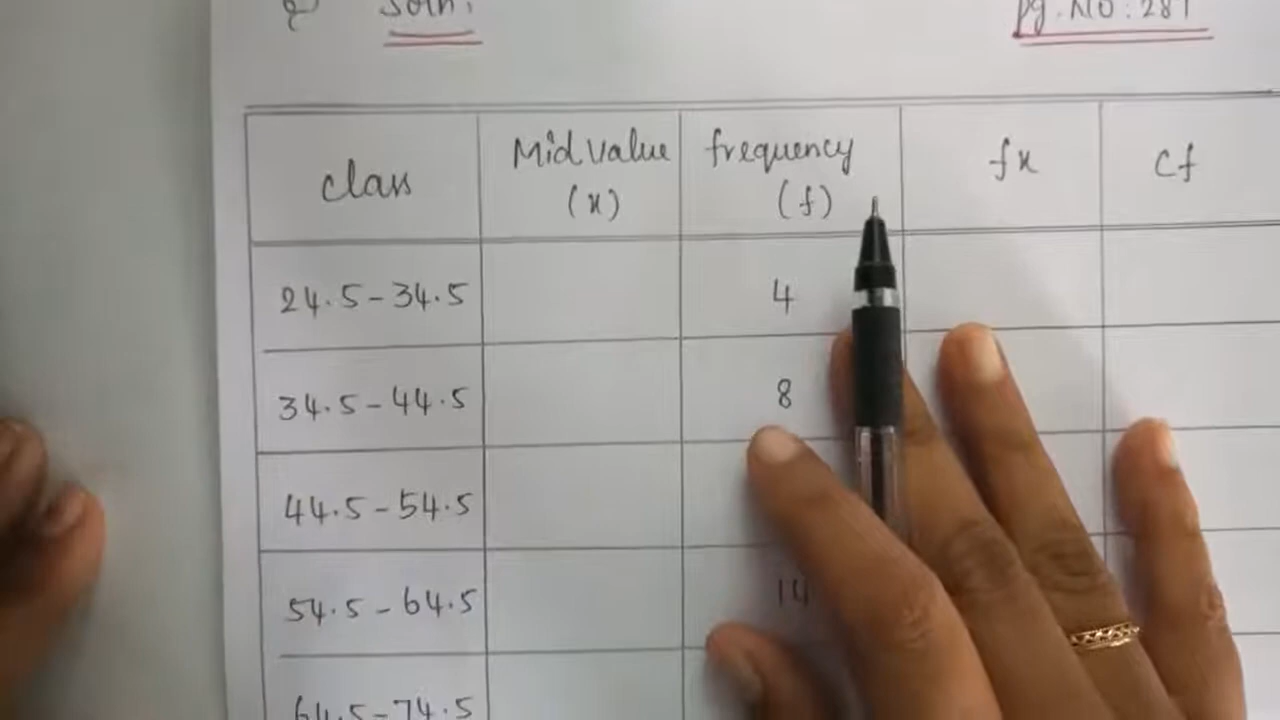 Soln:
Pg. No: 281
class Mid value (x) frequency (f) fx Cf
24.5-34.5 4
34.5-44.5 8
44.5-54.5
54.5-64.5 14
64.5-74.5